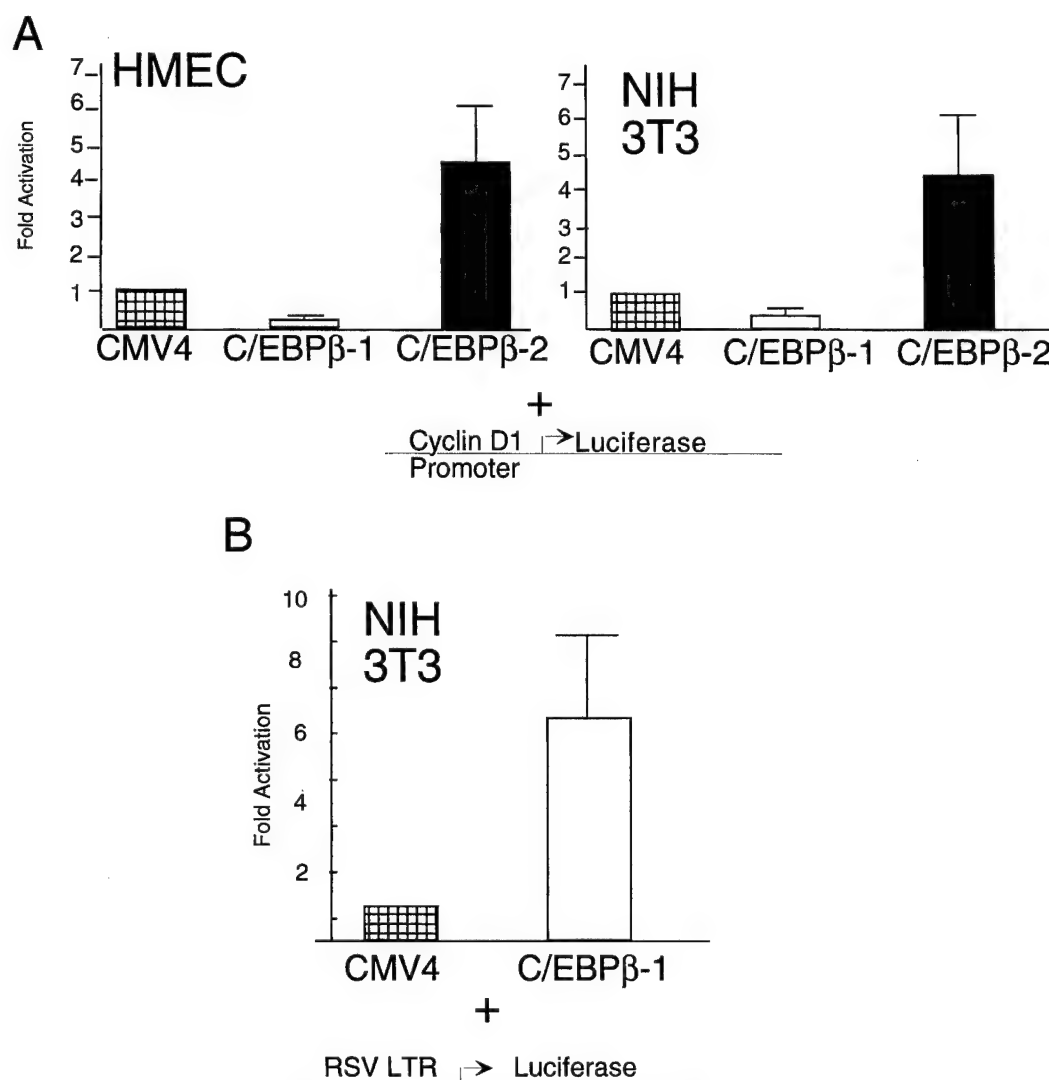 A
HMEC
Fold Activation
7
6
5
4
3
2
1
CMV4 C/EBPβ-1 C/EBPβ-2
NIH
3T3
7
6
5
4
3
2
1
CMV4 C/EBPβ-1 C/EBPβ-2
+
Cyclin D1 Luciferase
Promoter
B
NIH
3T3
Fold Activation
10
8
6
4
2
CMV4 C/EBPβ-1
+
RSV LTR Luciferase